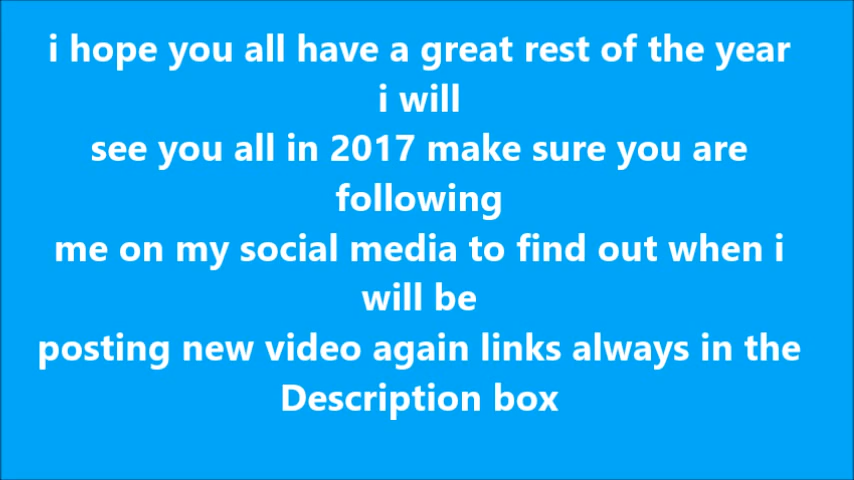 i hope you all have a great rest of the year
i will
see you all in 2017 make sure you are
following
me on my social media to find out when i
will be
posting new video again links always in the
Description box